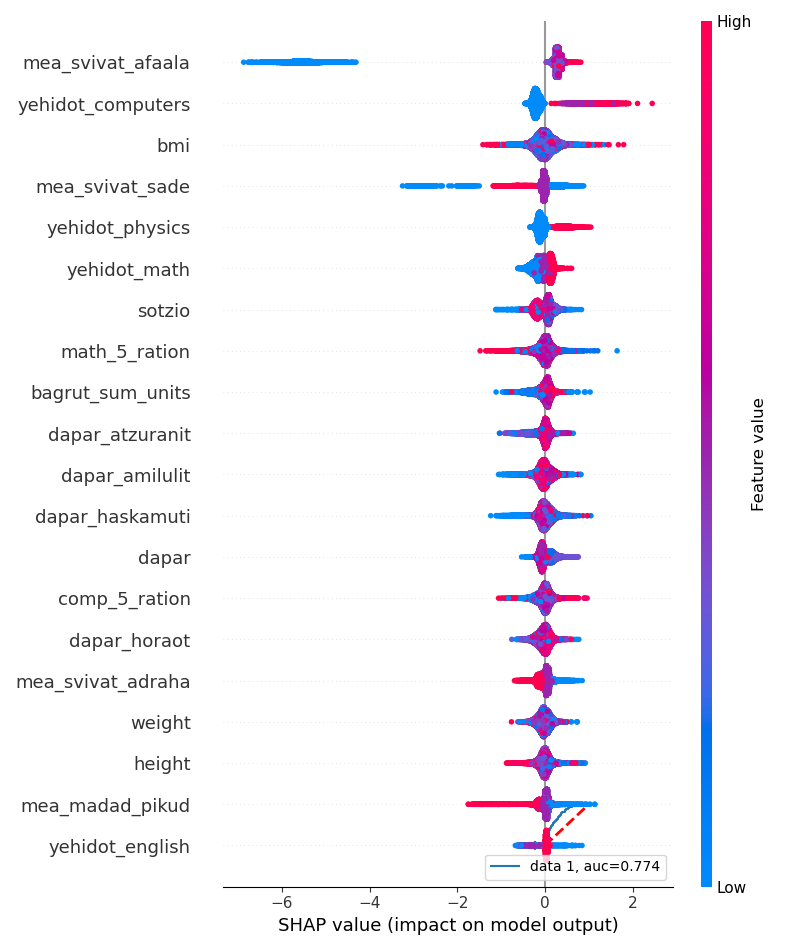 High
mea_svivat_afaala
yehidot_computers
bmi
mea_svivat_sade
yehidot_physics
yehidot_math
sotzio
math_5_ration
bagrut_sum_units
dapar_atzuranit
dapar_amilulit
dapar_haskamuti
dapar
comp_5_ration
dapar_horaot
mea_svivat_adraha
weight
height
mea_madad_pikud
yehidot_english
Feature value
data 1, auc=0.774
Low
−6 −4 −2 0 2
SHAP value (impact on model output)